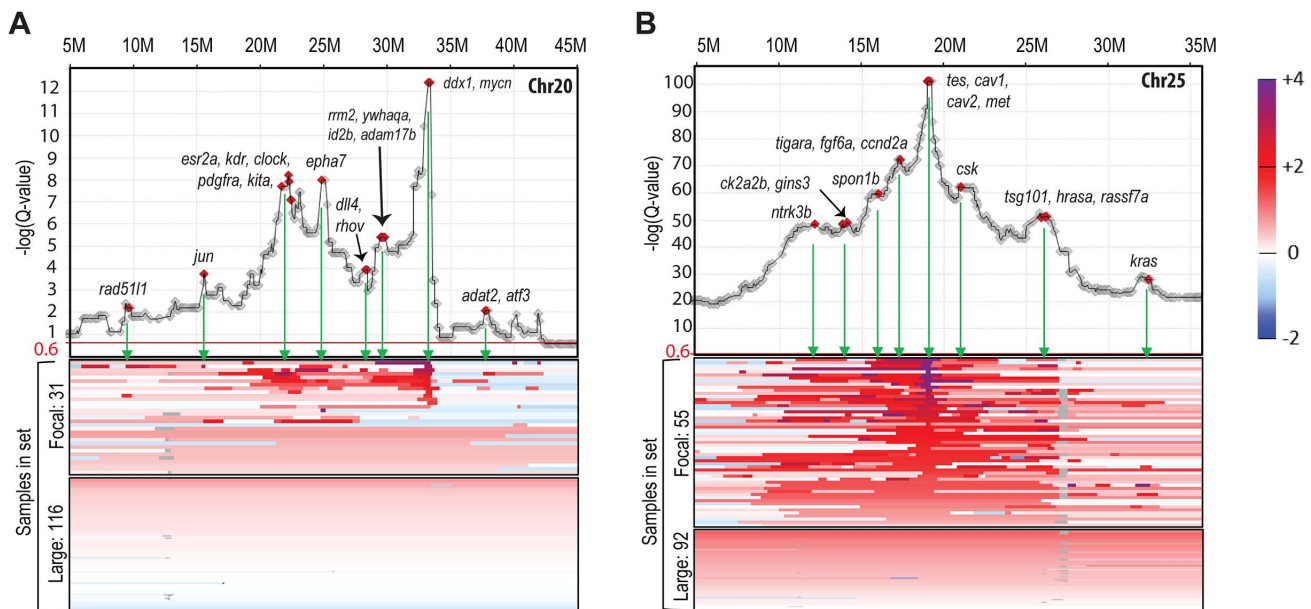 A
5M 10M 15M 20M 25M 30M 35M 40M 45M
Chr20
-log(Q-value)
12
11
10
9
8
7
6
5
4
3
2
1
0.6
rad51l1
jun
esr2a, kdr, clock,
pdgfra, kita,
epha7
dll4,
rhov
rrm2, ywhaqa,
id2b, adam17b
ddx1, mycn
adat2, atf3
Samples in set
Focal: 31
Large: 116
B
5M 10M 15M 20M 25M 30M 35M
Chr25
-log(Q-value)
100
90
80
70
60
50
40
30
20
10
0.6
ntrk3b
ck2a2b, gins3
spon1b
tigara, fgf6a, ccnd2a
tes, cav1,
cav2, met
csk
tsg101, hrasa, rassf7a
kras
Samples in set
Focal: 55
Large: 92
+4
+2
0
-2